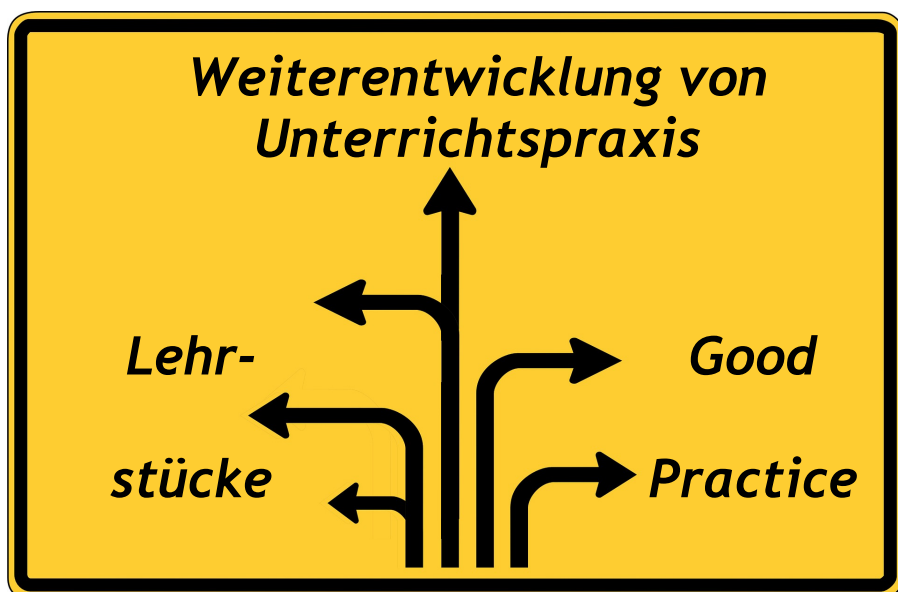 Weiterentwicklung von
Unterrichtspraxis
Lehr-
stücke
Good
Practice